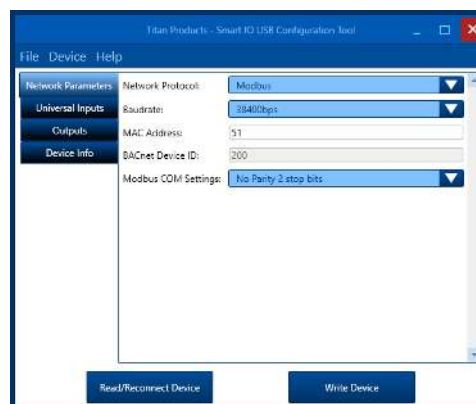 Titan Products - Smart IO USB Configuration Tool
File Device Help
Network Parameters
Universal Inputs
Outputs
Device Info
Network Protocol: Modbus
Baudrate: 38400bps
MAC Address: 51
BACnet Device ID: 200
Modbus COM Settings: No Parity 2 stop bits
Read/Reconnect Device Write Device